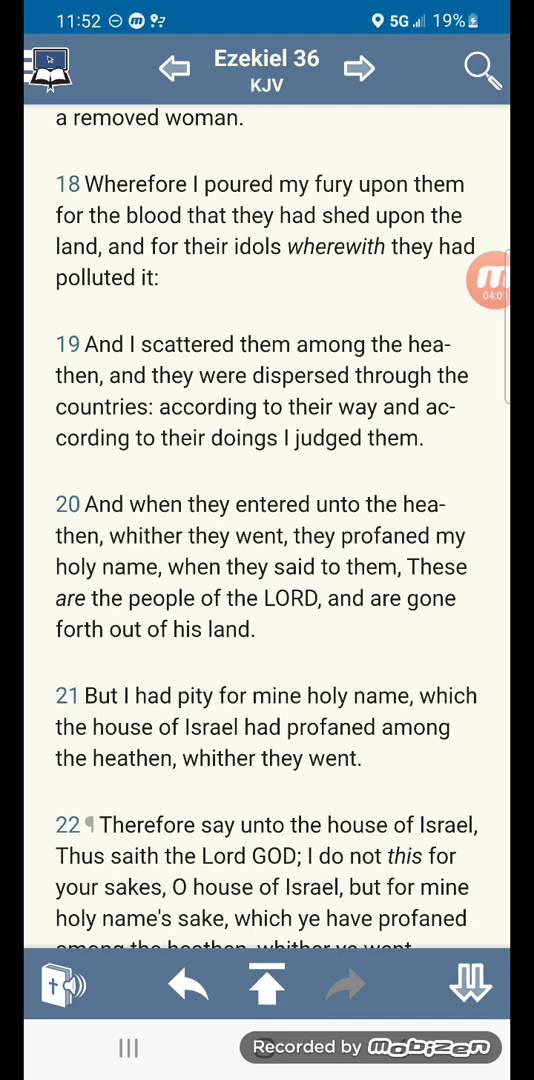 11:52 5G 19%
Ezekiel 36
KJV
a removed woman.
18 Wherefore I poured my fury upon them
for the blood that they had shed upon the
land, and for their idols wherewith they had
polluted it:
19 And I scattered them among the hea-
then, and they were dispersed through the
countries: according to their way and ac-
cording to their doings I judged them.
20 And when they entered unto the hea-
then, whither they went, they profaned my
holy name, when they said to them, These
are the people of the LORD, and are gone
forth out of his land.
21 But I had pity for mine holy name, which
the house of Israel had profaned among
the heathen, whither they went.
22 ¶ Therefore say unto the house of Israel,
Thus saith the Lord GOD; I do not this for
your sakes, O house of Israel, but for mine
holy name's sake, which ye have profaned
among the heathen, whither ye went.
Recorded by mobizen